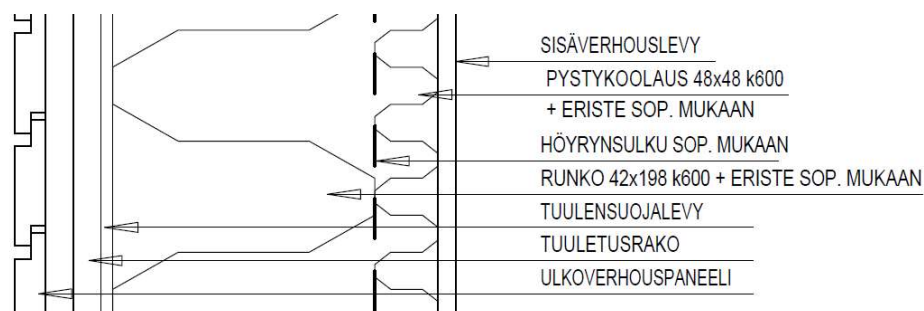 SISÄVERHOUSLEVY
PYSTYKOOLAUS 48x48 k600
+ ERISTE SOP. MUKAAN
HÖYRYNSULKU SOP. MUKAAN
RUNKO 42x198 k600 + ERISTE SOP. MUKAAN
TUULENSUOJALEVY
TUULETUSRAKO
ULKOVERHOUSPANEELI